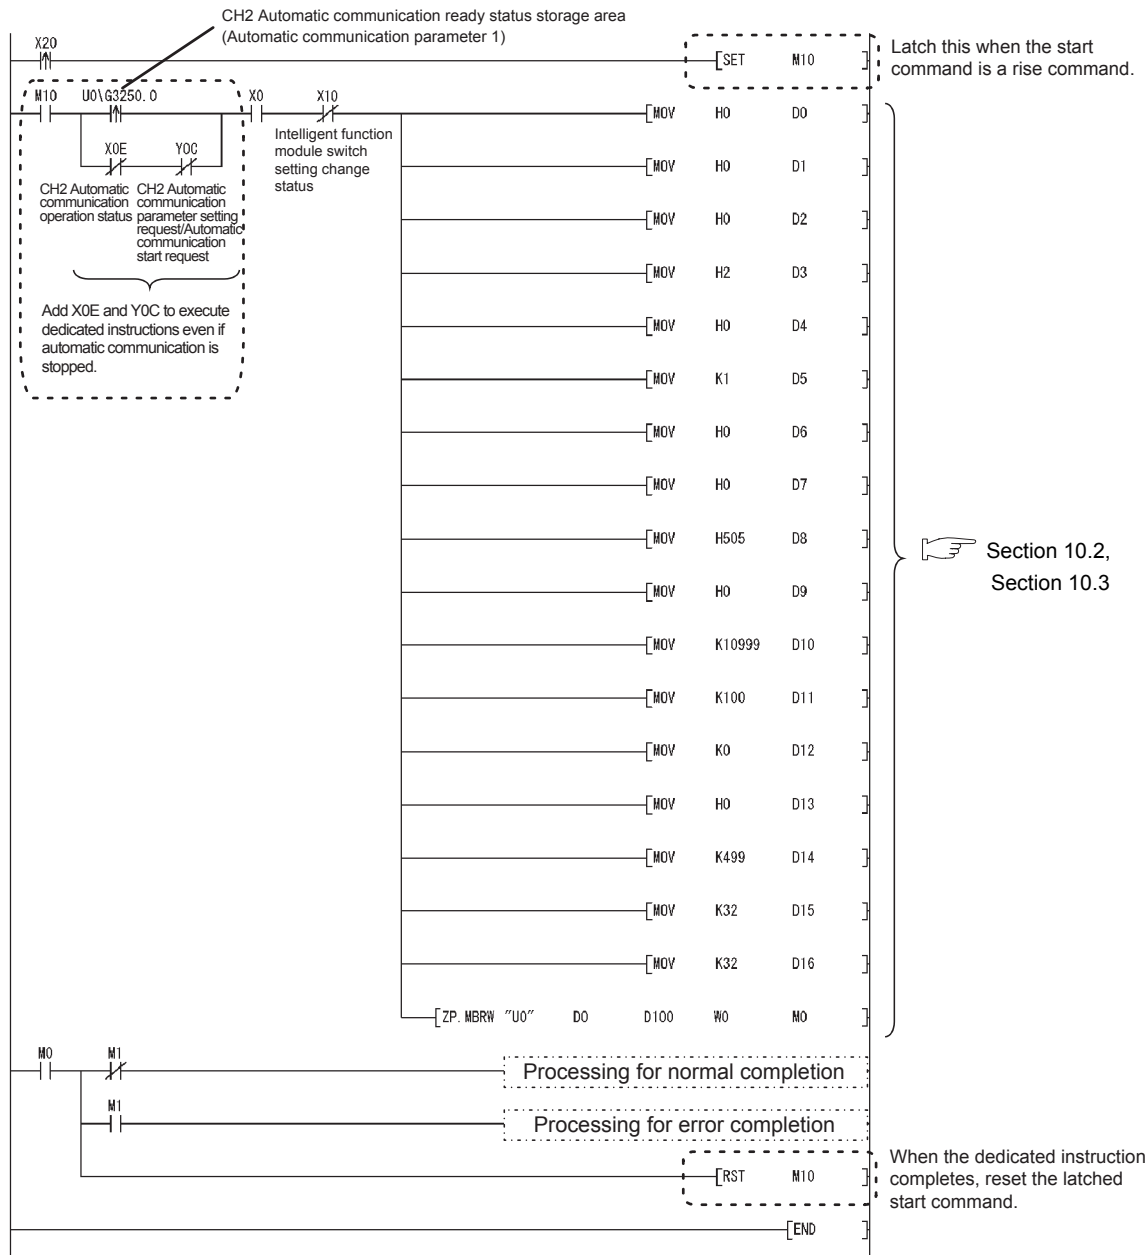 CH2 Automatic communication ready status storage area
(Automatic communication parameter 1)
X20
[SET M10 ]
Latch this when the start
command is a rise command.
M10 U0\G3250.0 X0 X10
[MOV H0 D0 ]
Intelligent function
module switch
setting change
status
X0E Y0C
[MOV H0 D1 ]
CH2 Automatic
communication
operation status
CH2 Automatic
communication
parameter setting
request/Automatic
communication
start request
[MOV H0 D2 ]
[MOV H2 D3 ]
Add X0E and Y0C to execute
dedicated instructions even if
automatic communication is
stopped.
[MOV H0 D4 ]
[MOV K1 D5 ]
[MOV H0 D6 ]
[MOV H0 D7 ]
[MOV H505 D8 ]
Section 10.2,
Section 10.3
[MOV H0 D9 ]
[MOV K10999 D10 ]
[MOV K100 D11 ]
[MOV K0 D12 ]
[MOV H0 D13 ]
[MOV K499 D14 ]
[MOV K32 D15 ]
[MOV K32 D16 ]
[ZP.MBRW "U0" D0 D100 W0 M0 ]
M0 M1
Processing for normal completion
M1
Processing for error completion
[RST M10 ]
When the dedicated instruction
completes, reset the latched
start command.
[END ]